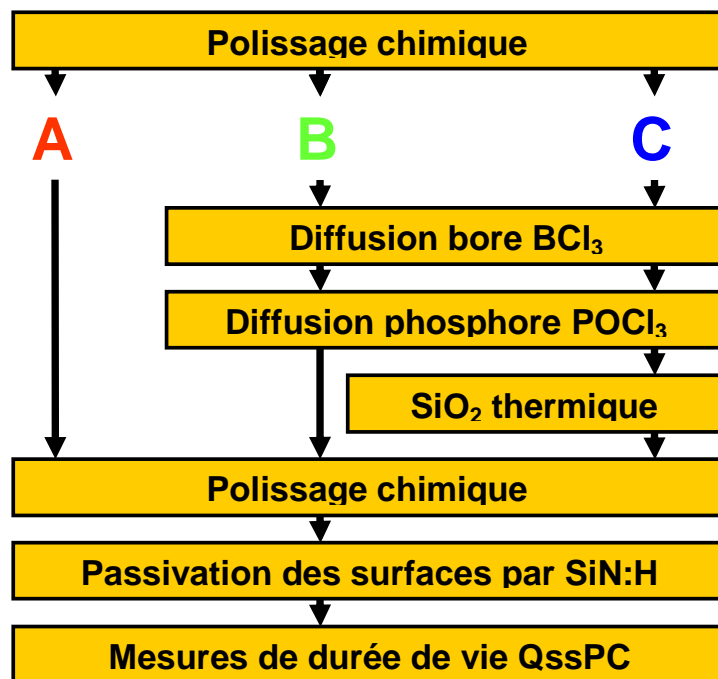 Polissage chimique
A B C
Diffusion bore BCl₃
Diffusion phosphore POCl₃
SiO₂ thermique
Polissage chimique
Passivation des surfaces par SiN:H
Mesures de durée de vie QssPC